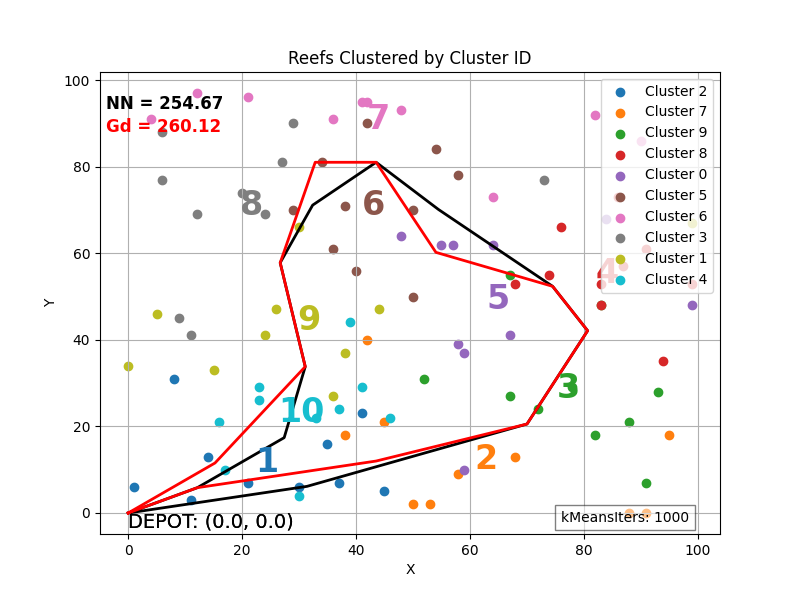 Reefs Clustered by Cluster ID
NN = 254.67
Gd = 260.12
Cluster 2
Cluster 7
Cluster 9
Cluster 8
Cluster 0
Cluster 5
Cluster 6
Cluster 3
Cluster 1
Cluster 4
7
8
6
4
5
9
3
10
1
2
DEPOT: (0.0, 0.0)
kMeansIters: 1000
100
80
60
40
20
0
Y
0 20 40 60 80 100
X